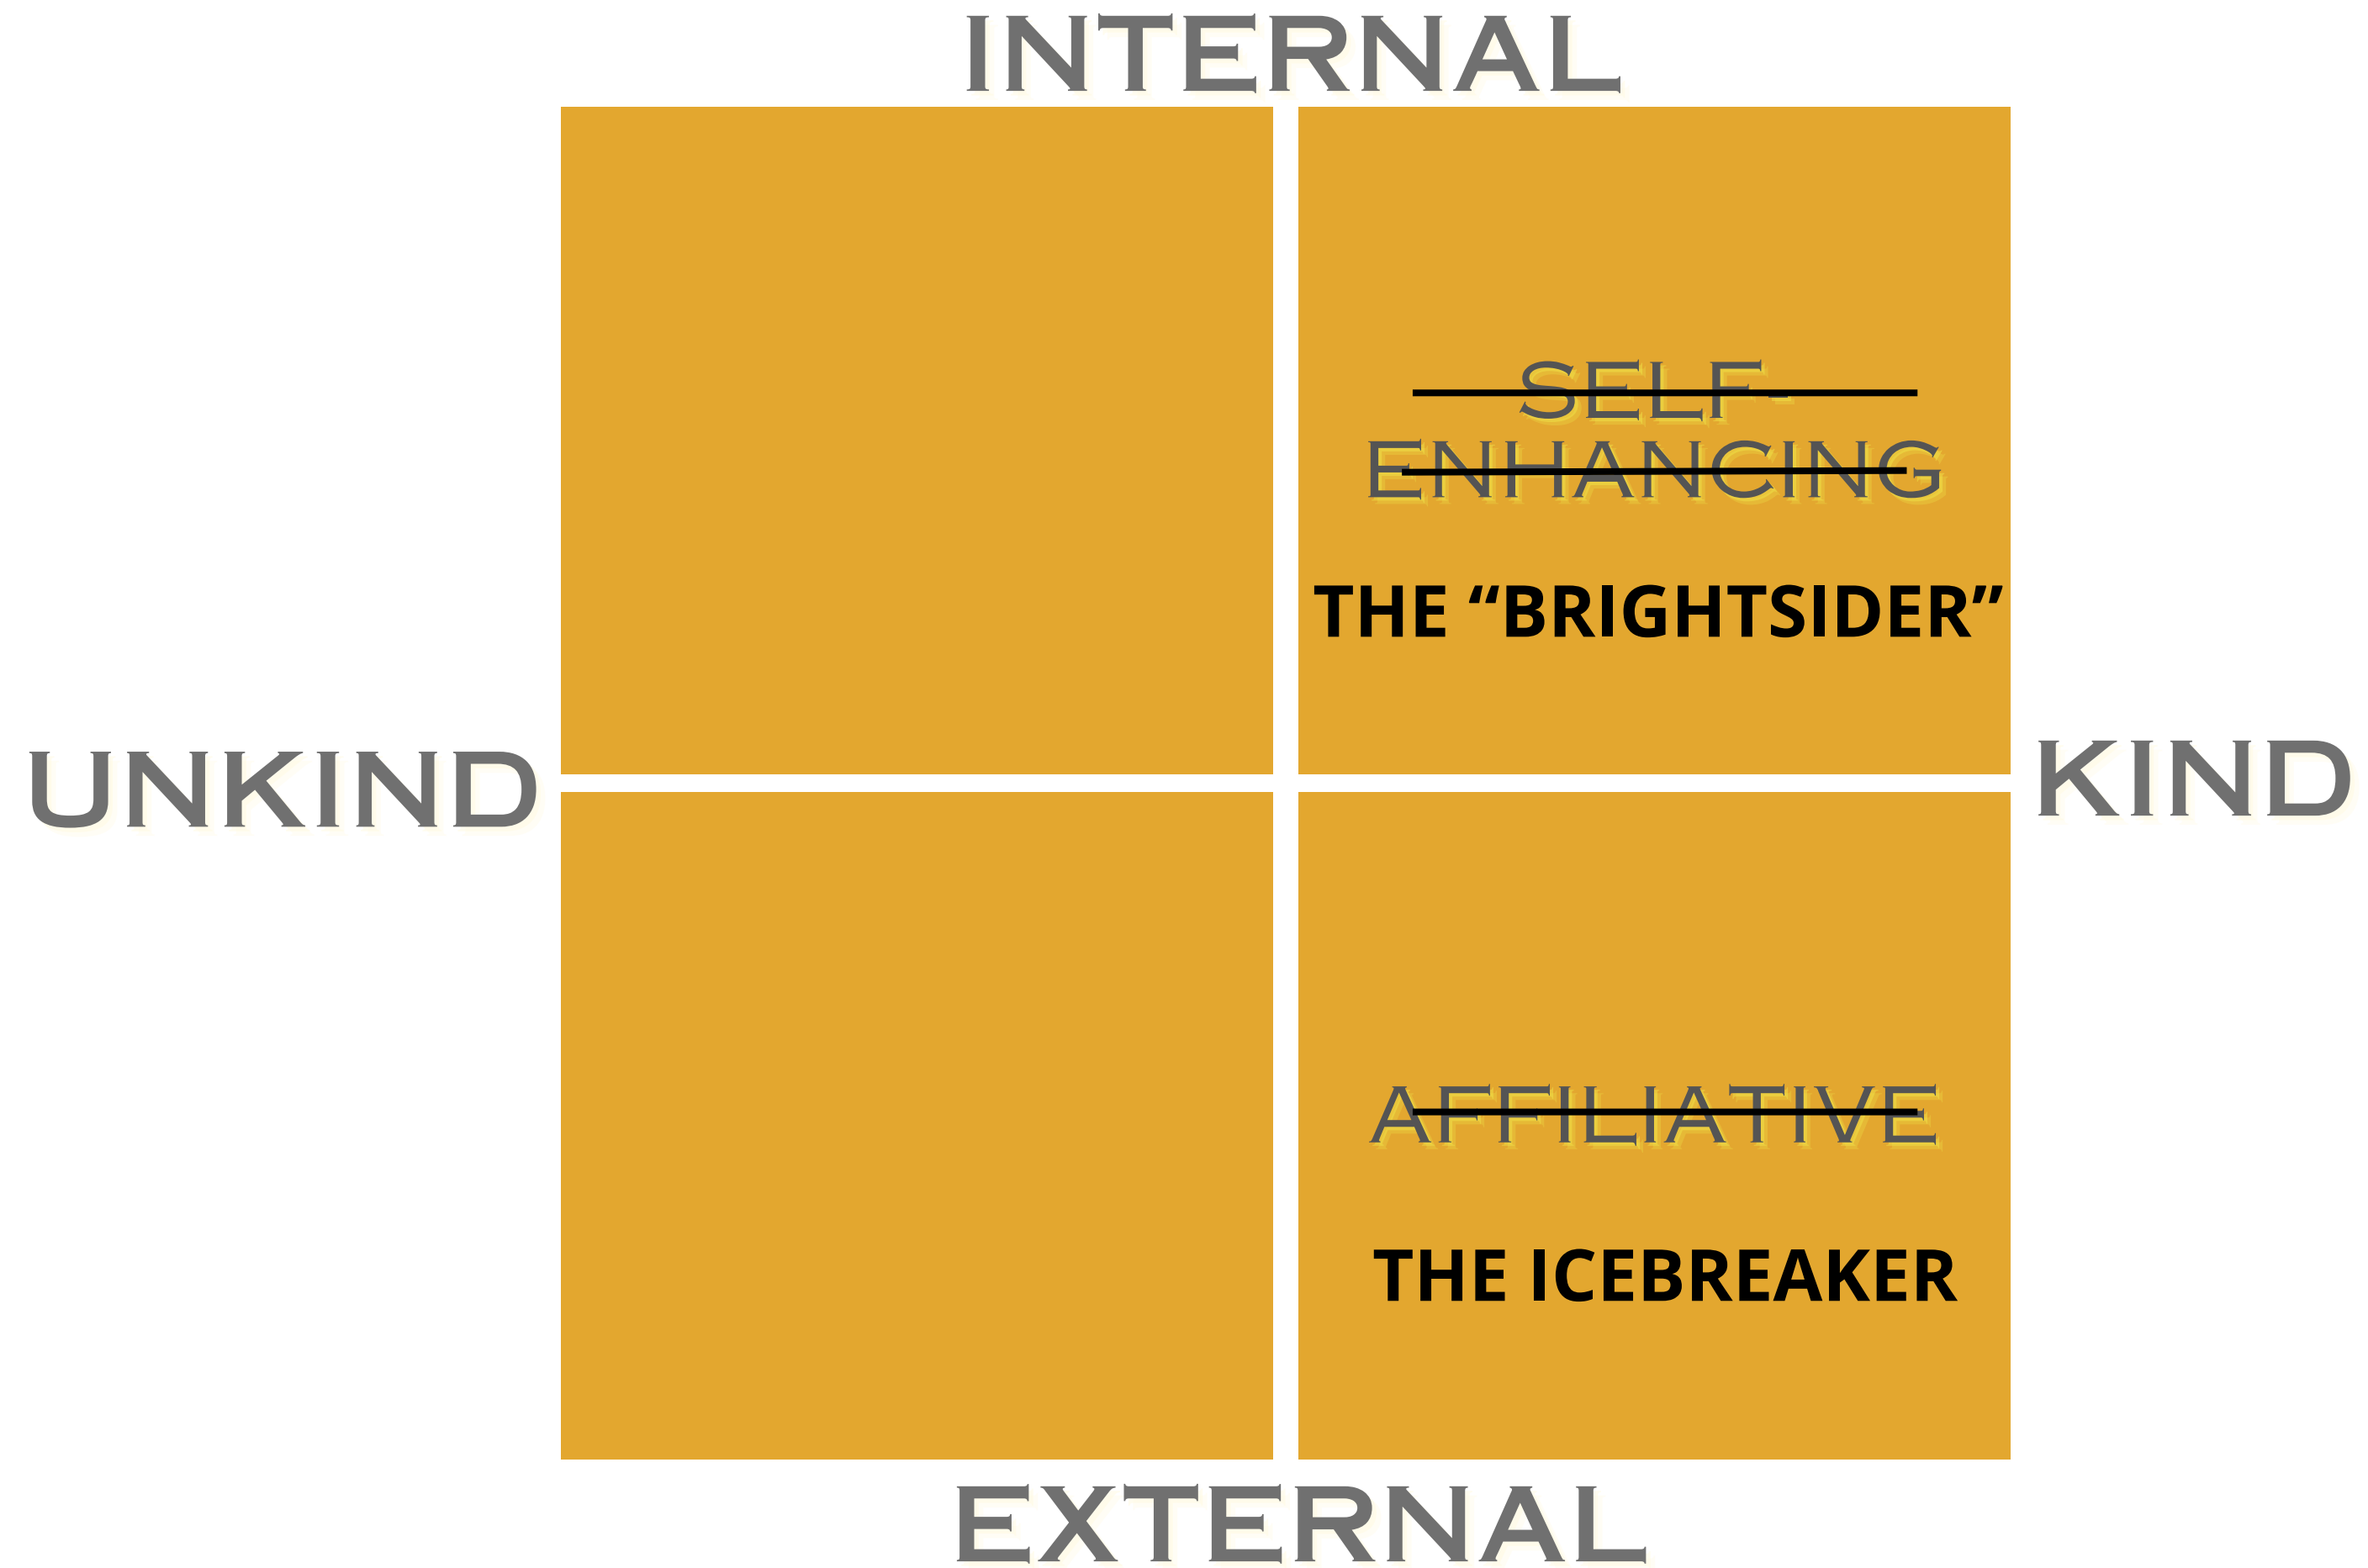 INTERNAL
SELF-
ENHANCING
THE “BRIGHTSIDER”
UNKIND
KIND
AFFILIATIVE
THE ICEBREAKER
EXTERNAL